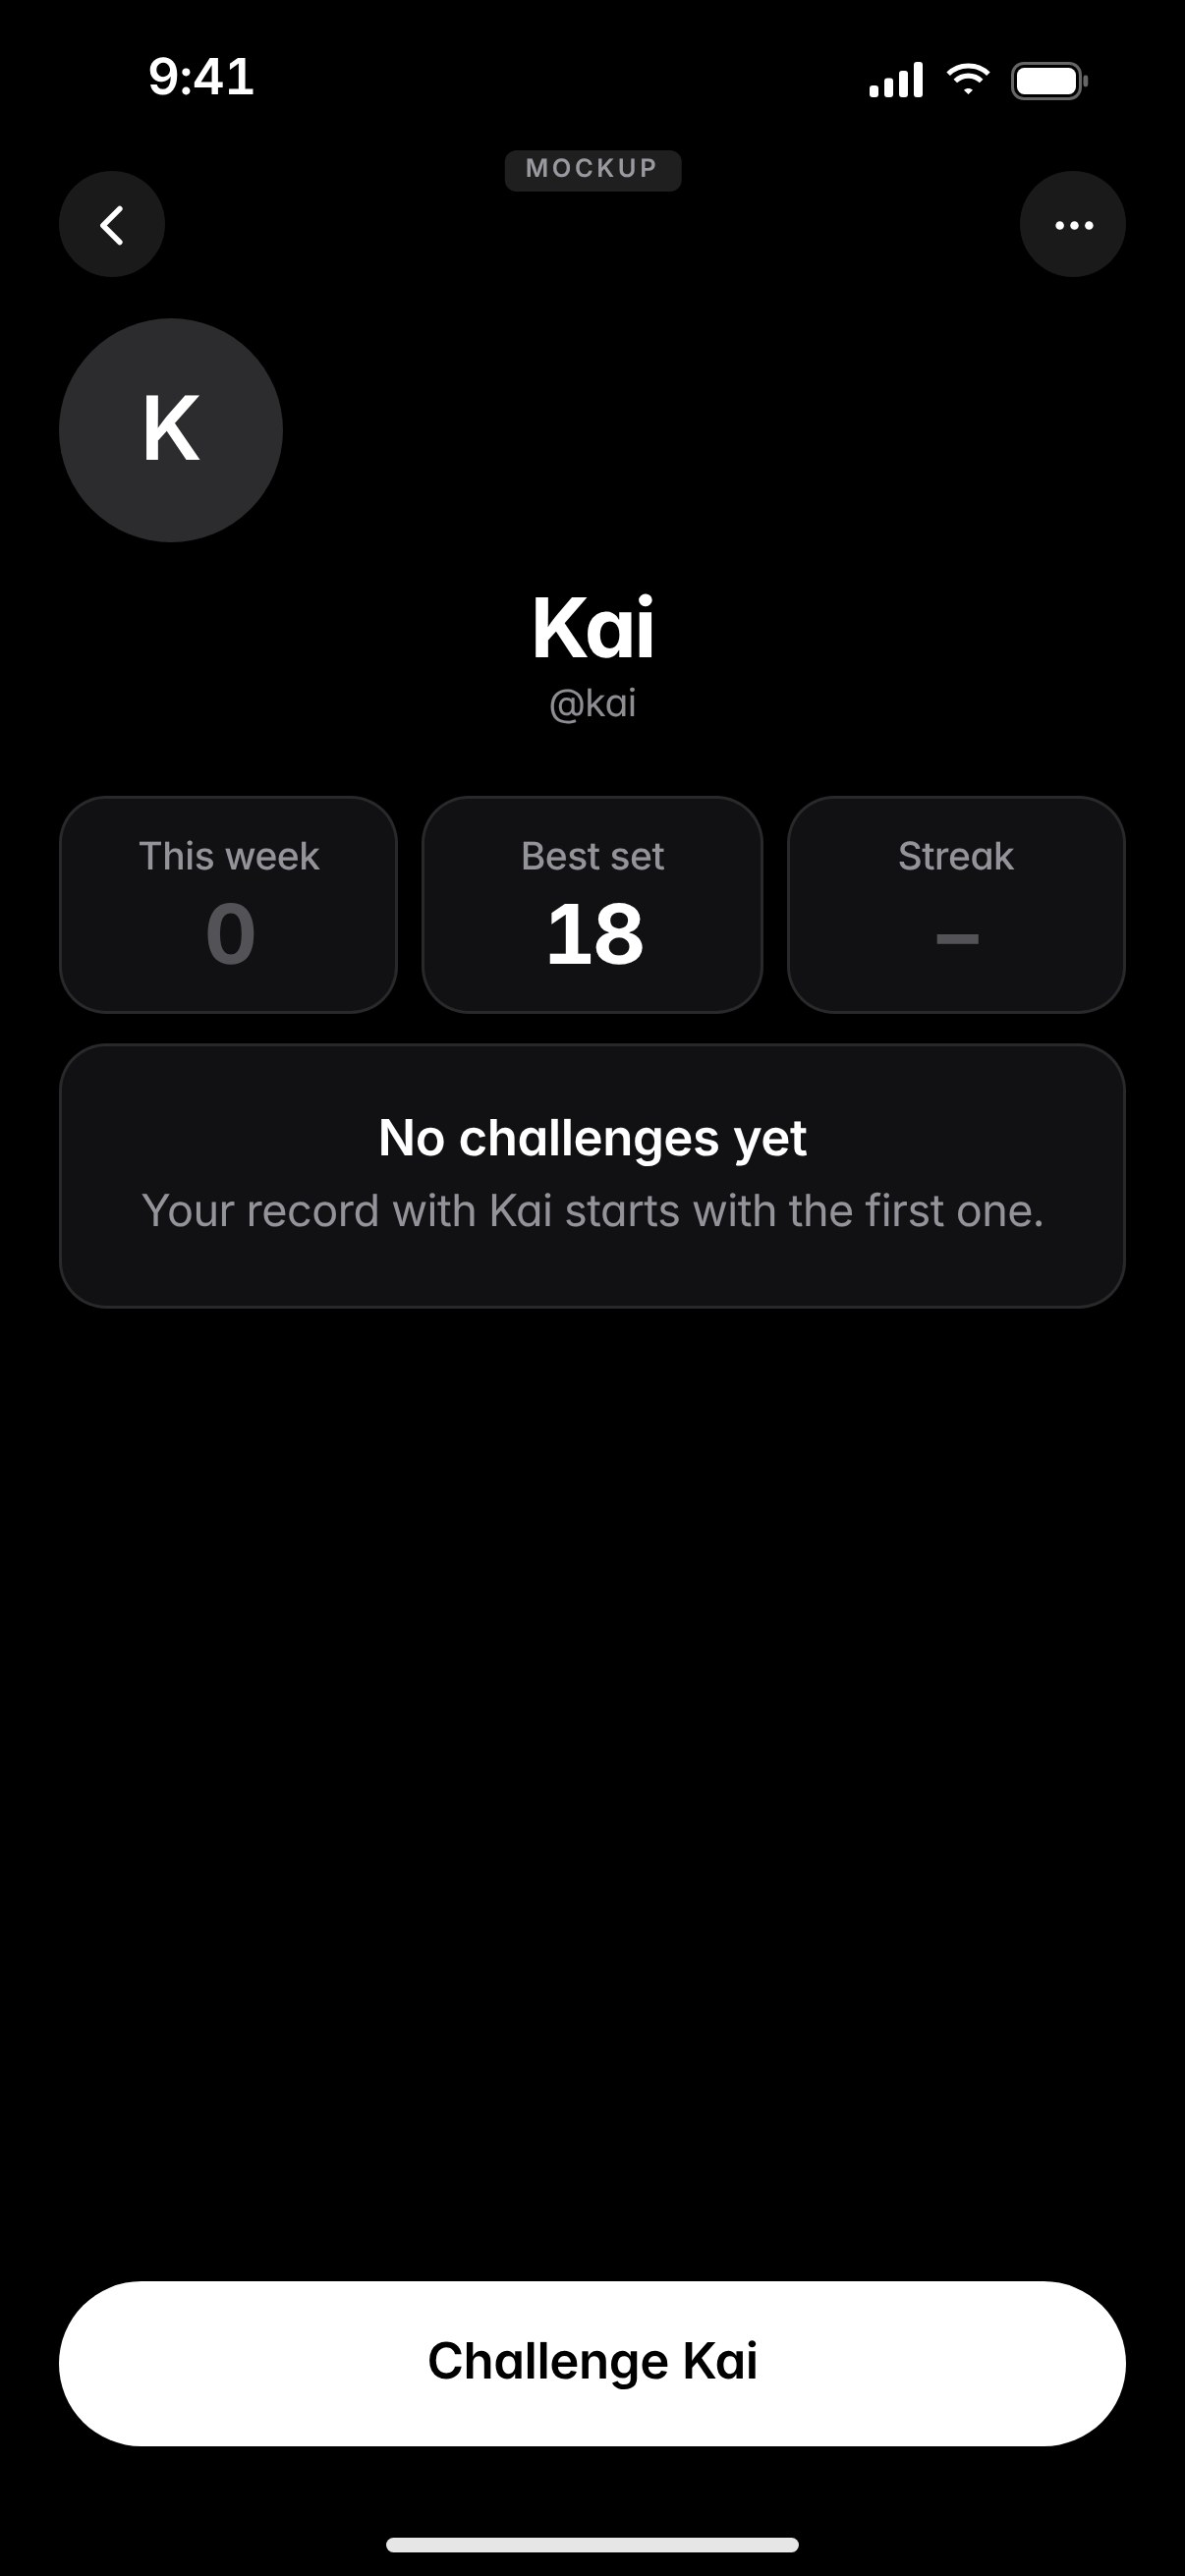 9:41
MOCKUP
K
Kai
@kai
This week
0
Best set
18
Streak
–
No challenges yet
Your record with Kai starts with the first one.
Challenge Kai